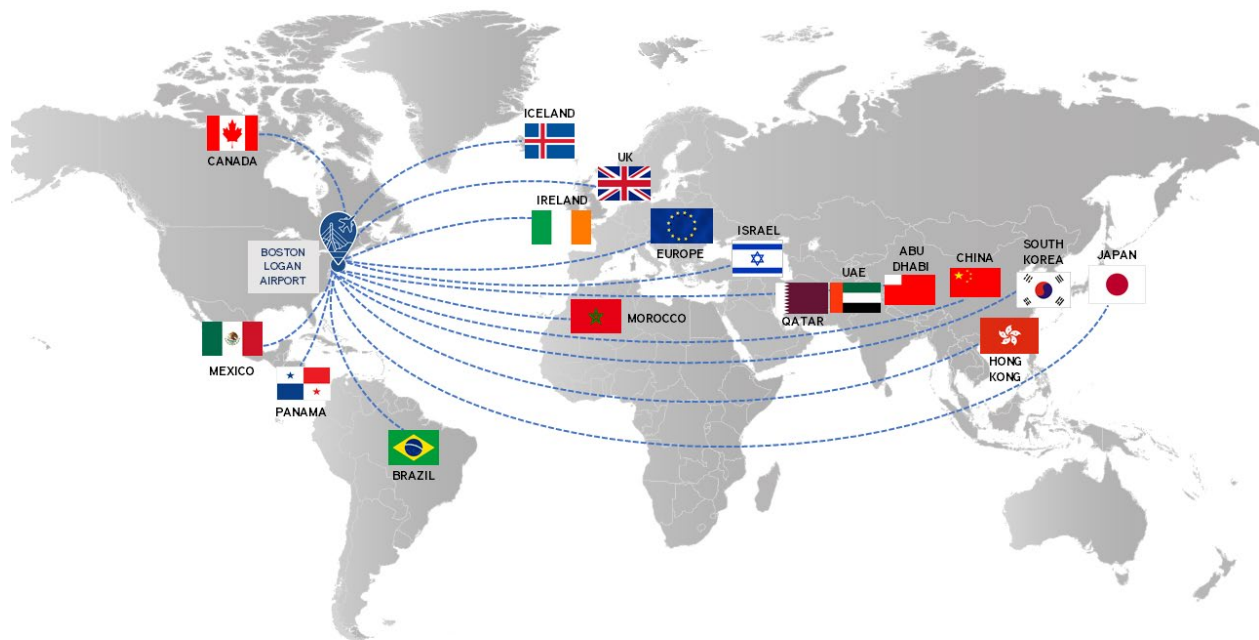 ICELAND
CANADA
UK
IRELAND
BOSTON
LOGAN
AIRPORT
EUROPE
ISRAEL
MOROCCO
QATAR
UAE
ABU
DHABI
CHINA
SOUTH
KOREA
JAPAN
HONG
KONG
MEXICO
PANAMA
BRAZIL